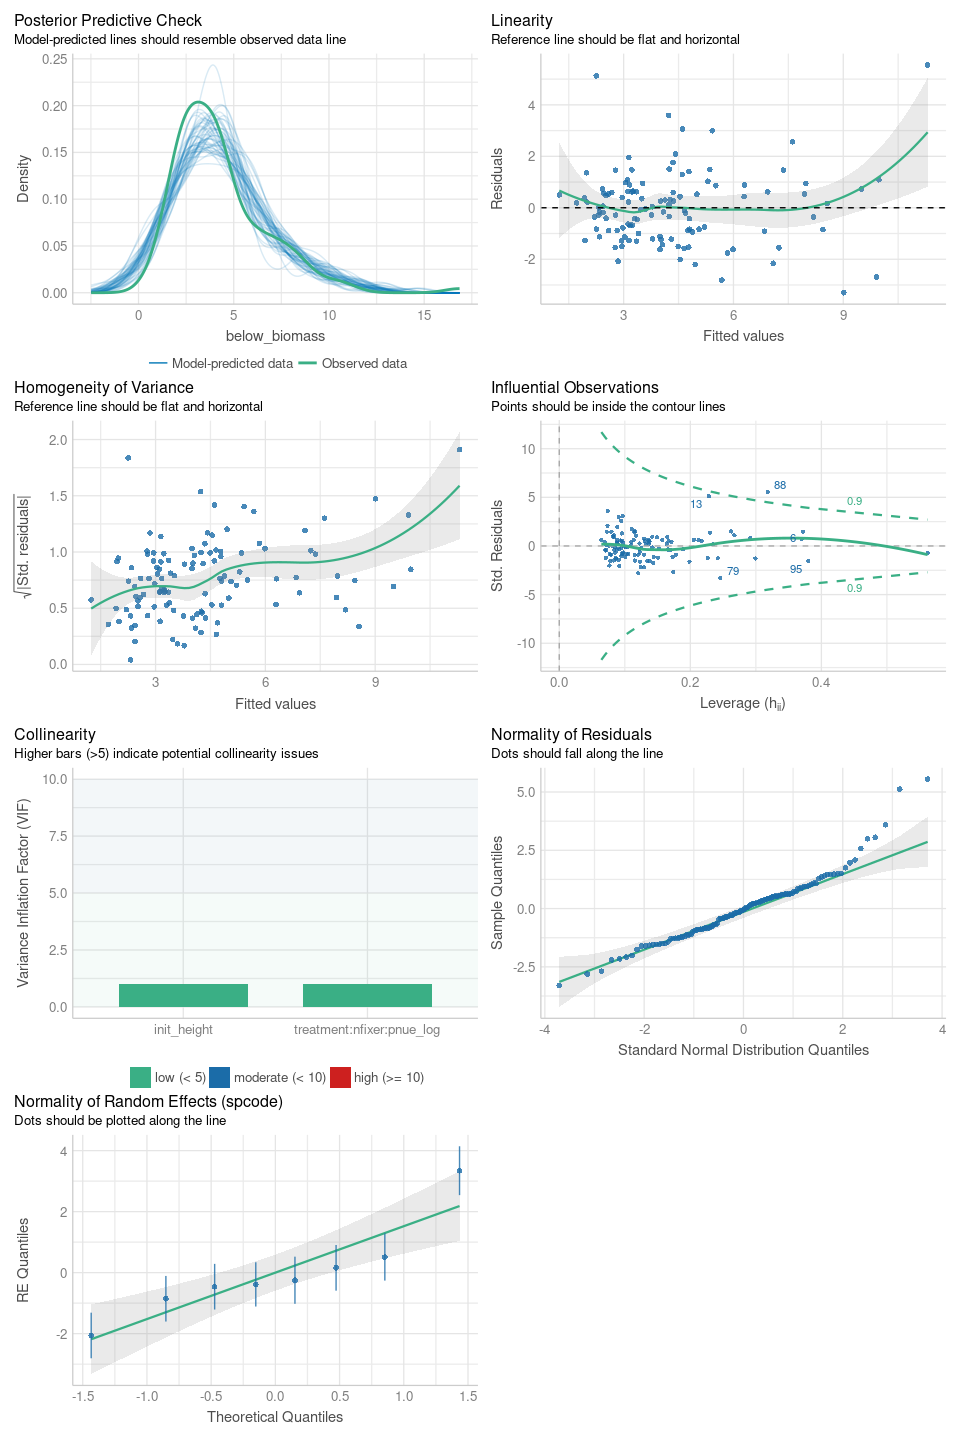 Posterior Predictive Check
Model-predicted lines should resemble observed data line
0.25
0.20
0.15
0.10
0.05
0.00
Density
0
5
10
15
below_biomass
Model-predicted data
Observed data
Linearity
Reference line should be flat and horizontal
4
2
0
-2
Residuals
3
6
9
Fitted values
Homogeneity of Variance
Reference line should be flat and horizontal
2.0
1.5
1.0
0.5
0.0
√|Std. residuals|
3
6
9
Fitted values
Influential Observations
Points should be inside the contour lines
10
5
0
-5
-10
Std. Residuals
88
13
0.9
6
79
95
0.9
0.0
0.2
0.4
Leverage (hii)
Collinearity
Higher bars (>5) indicate potential collinearity issues
10.0
7.5
5.0
2.5
0.0
Variance Inflation Factor (VIF)
init_height
treatment:nfixer:pnue_log
low (< 5)
moderate (< 10)
high (>= 10)
Normality of Residuals
Dots should fall along the line
5.0
2.5
0.0
-2.5
Sample Quantiles
-4
-2
0
2
4
Standard Normal Distribution Quantiles
Normality of Random Effects (spcode)
Dots should be plotted along the line
4
2
0
-2
RE Quantiles
-1.5
-1.0
-0.5
0.0
0.5
1.0
1.5
Theoretical Quantiles